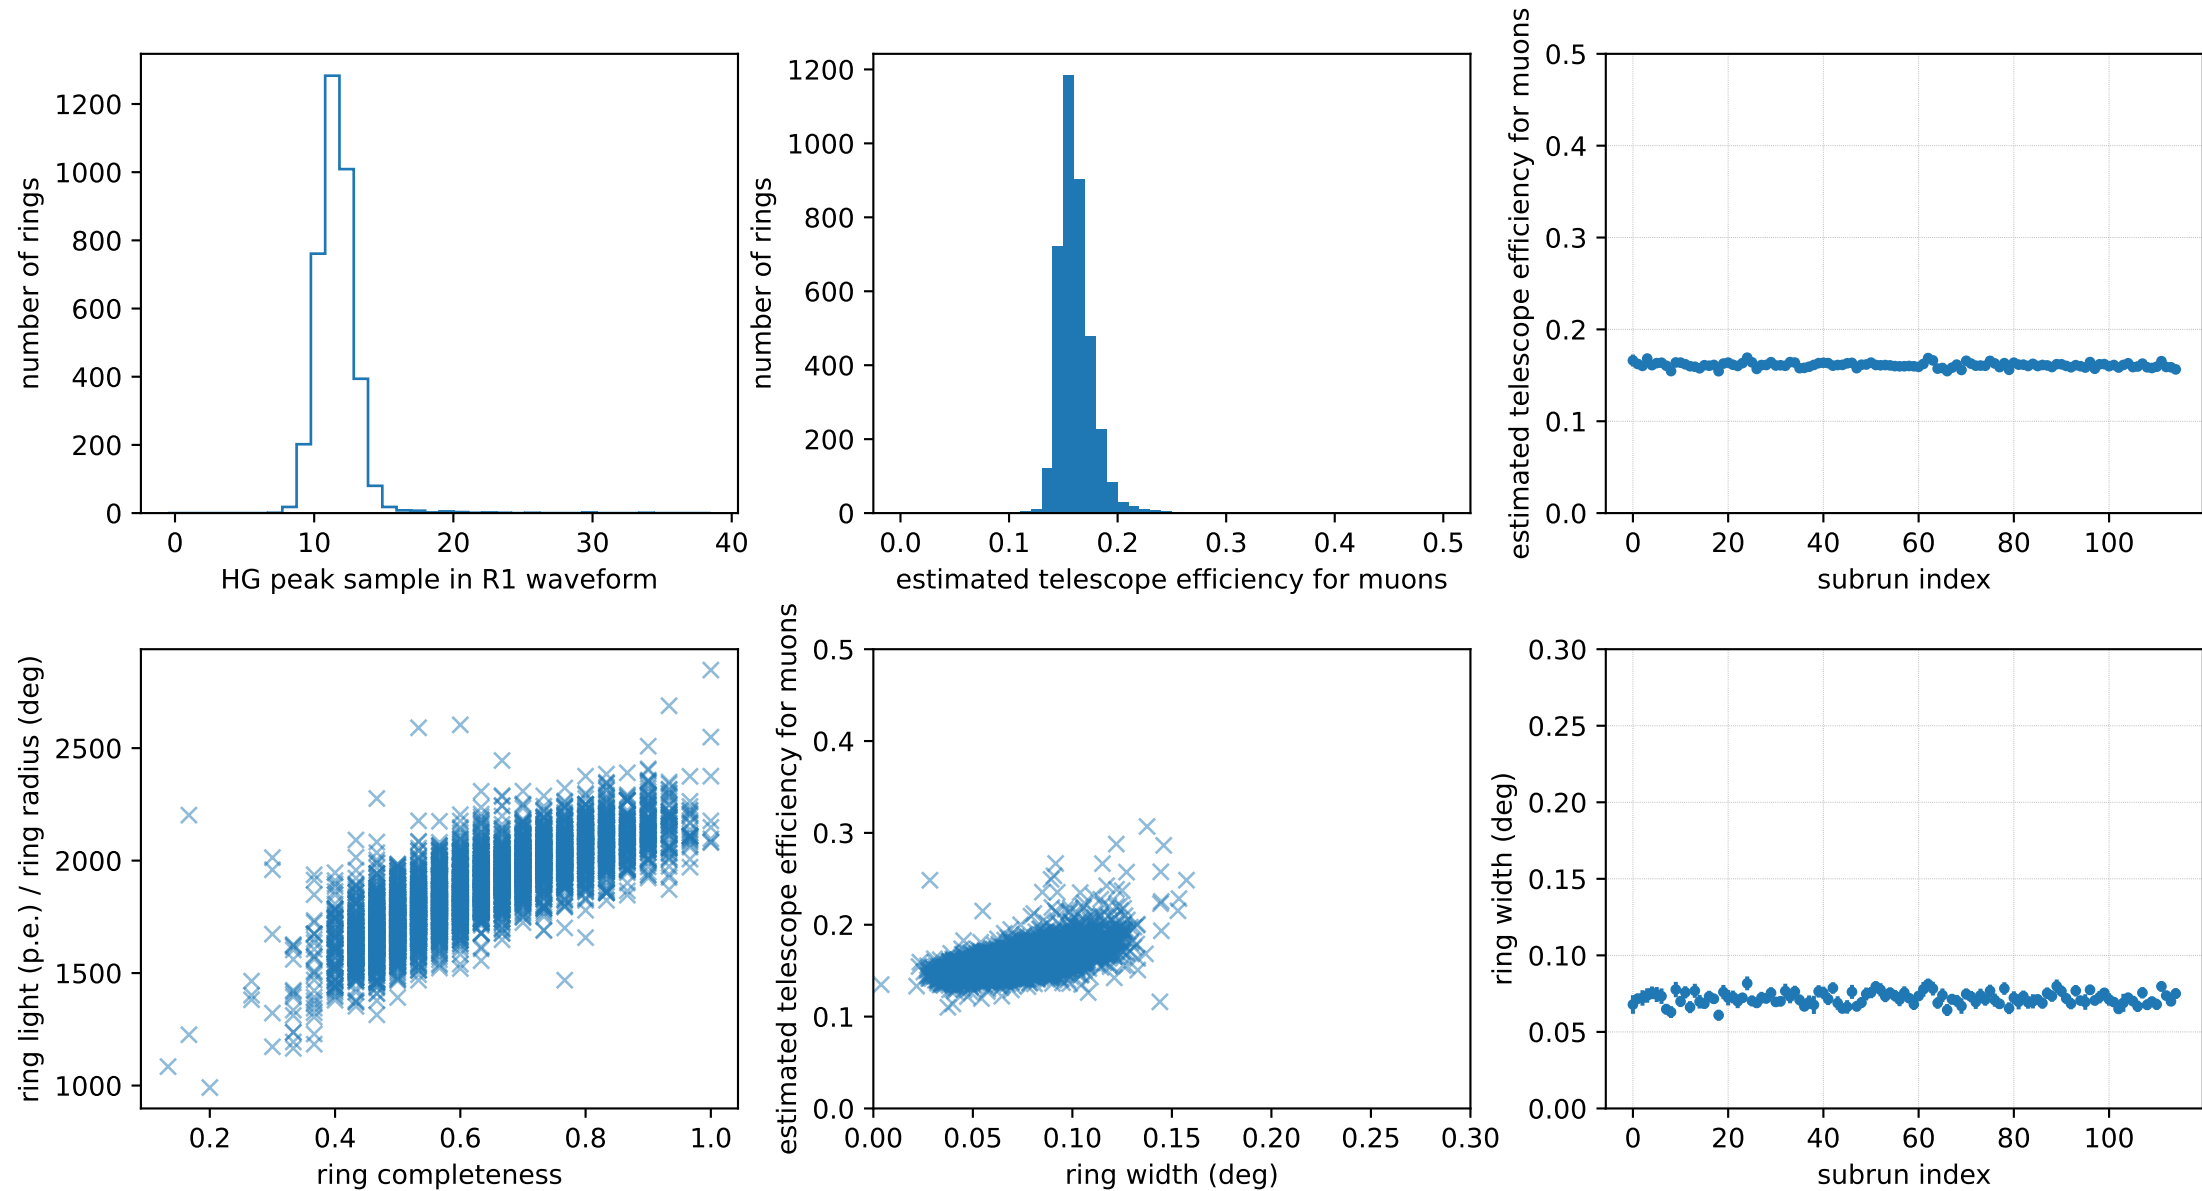 number of rings
1200
1000
800
600
400
200
0
0 10 20 30 40
HG peak sample in R1 waveform
number of rings
1200
1000
800
600
400
200
0
0.0 0.1 0.2 0.3 0.4 0.5
estimated telescope efficiency for muons
estimated telescope efficiency for muons
0.5
0.4
0.3
0.2
0.1
0.0
0 20 40 60 80 100
subrun index
ring light (p.e.) / ring radius (deg)
2500
2000
1500
1000
0.2 0.4 0.6 0.8 1.0
ring completeness
estimated telescope efficiency for muons
0.5
0.4
0.3
0.2
0.1
0.0
0.00 0.05 0.10 0.15 0.20 0.25 0.30
ring width (deg)
ring width (deg)
0.30
0.25
0.20
0.15
0.10
0.05
0.00
0 20 40 60 80 100
subrun index